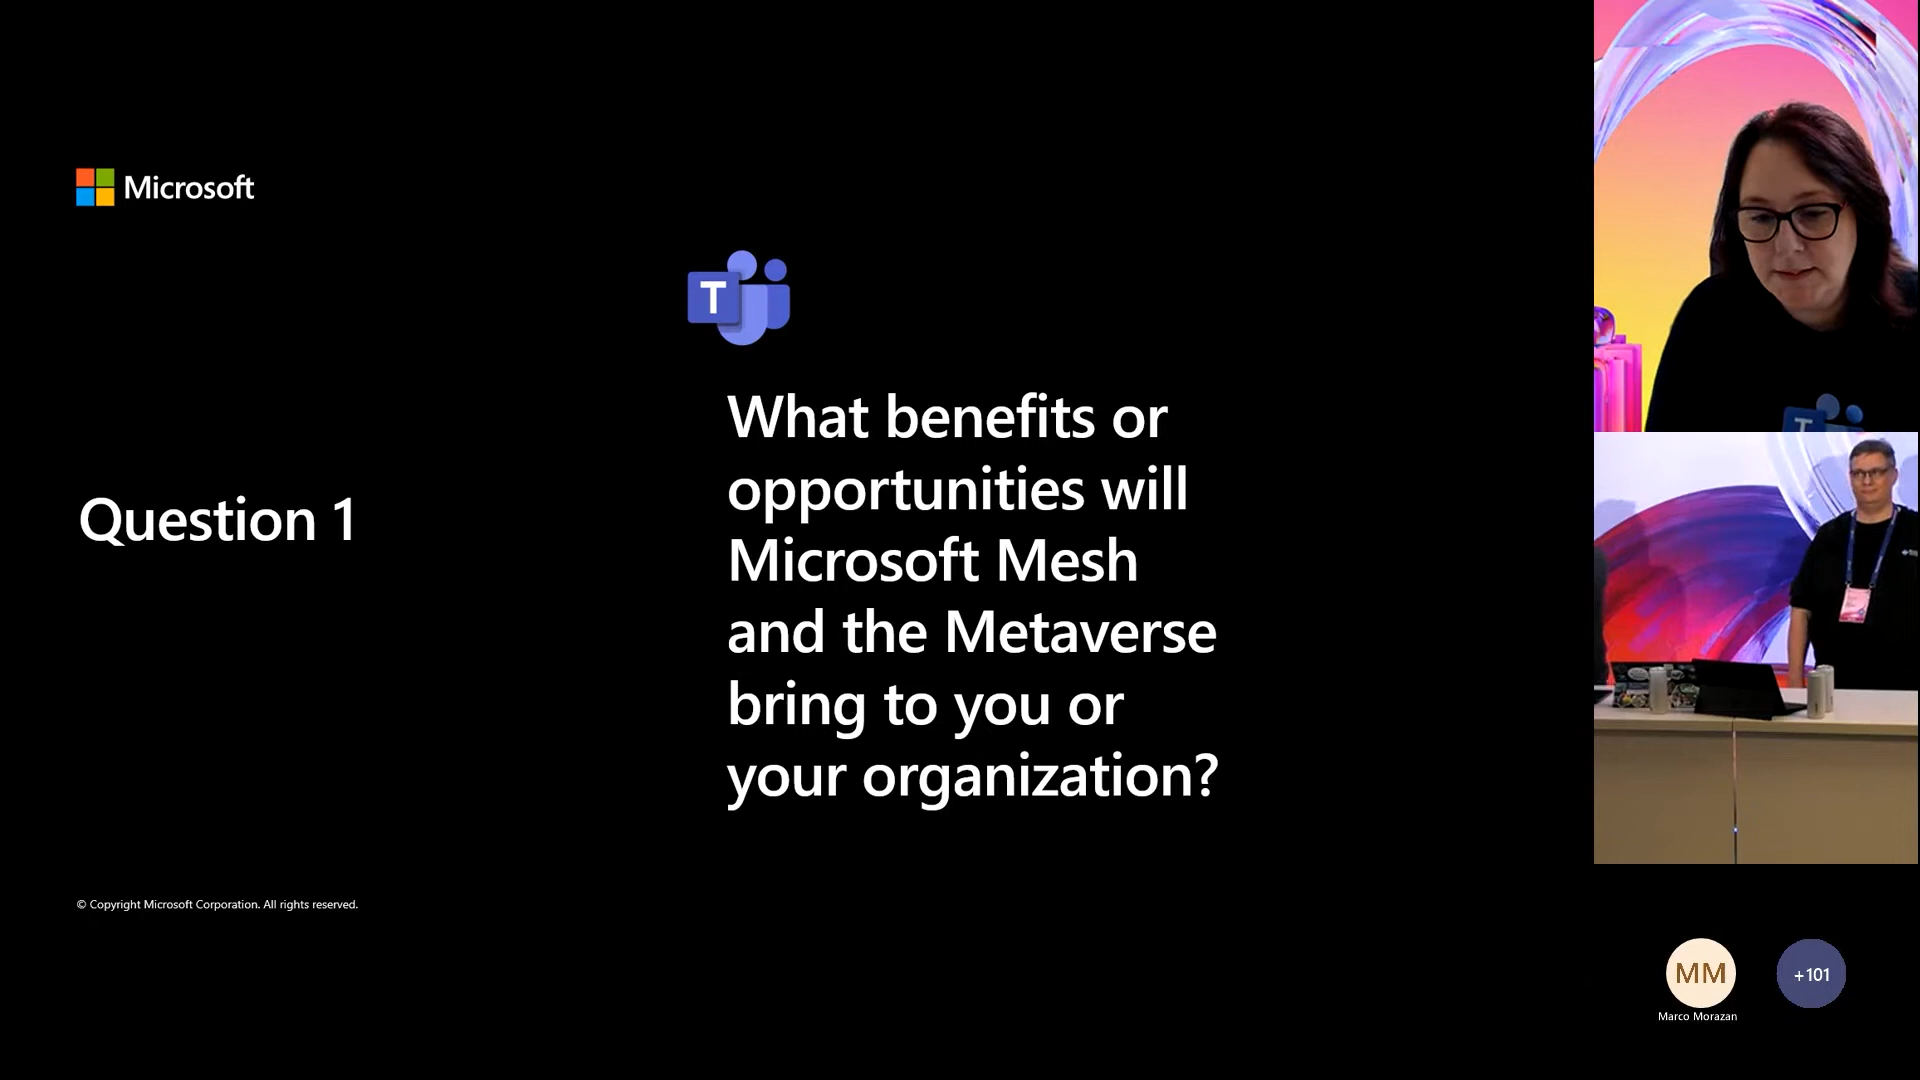 Microsoft
T
What benefits or
opportunities will
Microsoft Mesh
and the Metaverse
bring to you or
your organization?
Question 1
© Copyright Microsoft Corporation. All rights reserved.
T
MM
+101
Marco Morazan